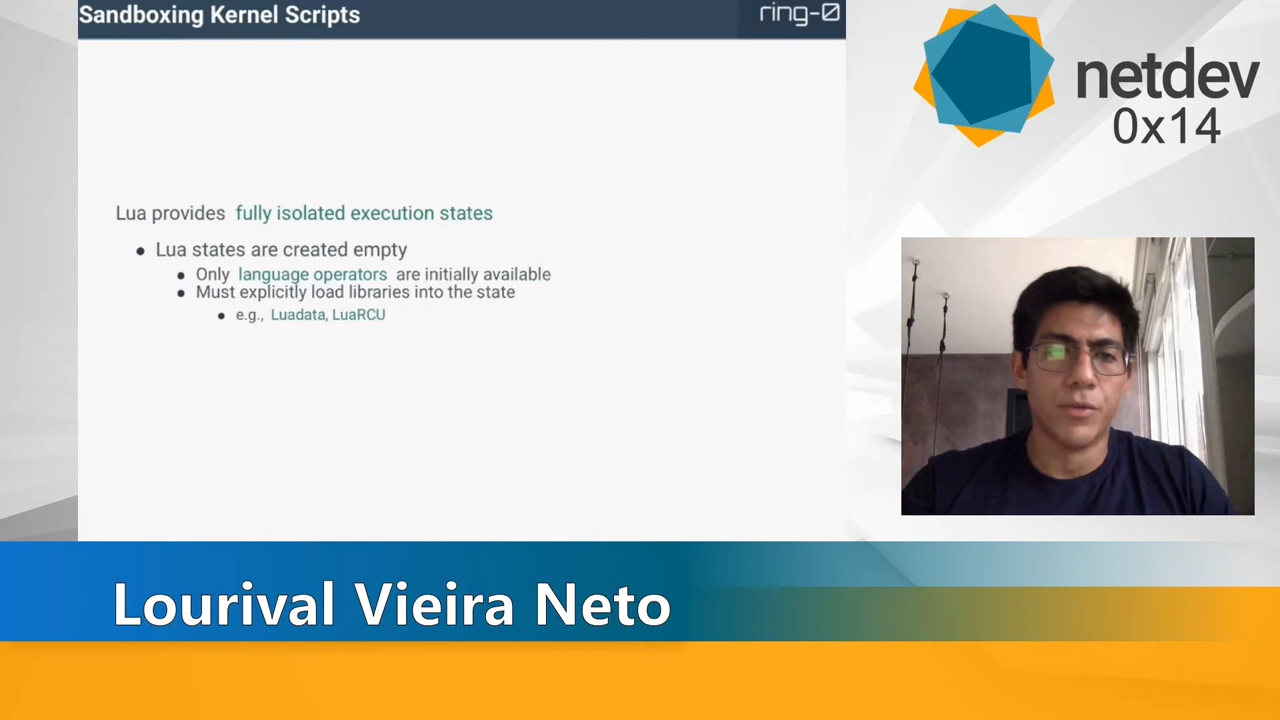 Sandboxing Kernel Scripts
ring-0
netdev
0x14
Lua provides fully isolated execution states
● Lua states are created empty
● Only language operators are initially available
● Must explicitly load libraries into the state
● e.g., Luadata, LuaRCU
Lourival Vieira Neto